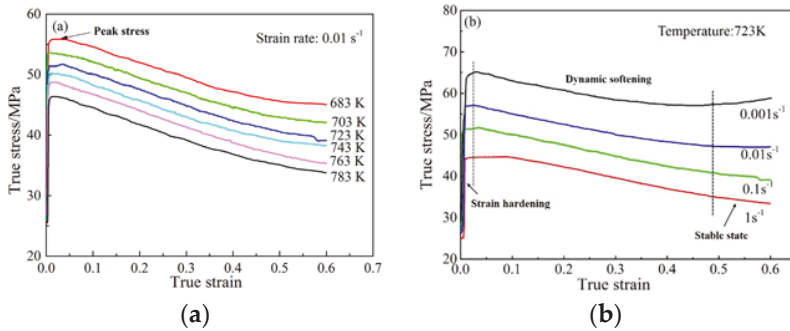 (a)
Peak stress
Strain rate: 0.01 s⁻¹
True stress/MPa
60
50
40
30
20
683 K
703 K
723 K
743 K
763 K
783 K
0.0 0.1 0.2 0.3 0.4 0.5 0.6 0.7
True strain
(a)
(b)
Temperature:723K
Dynamic softening
True stress/MPa
80
70
60
50
40
30
20
0.001s⁻¹
0.01s⁻¹
0.1s⁻¹
1s⁻¹
Strain hardening
Stable state
0.0 0.1 0.2 0.3 0.4 0.5 0.6
True strain
(b)